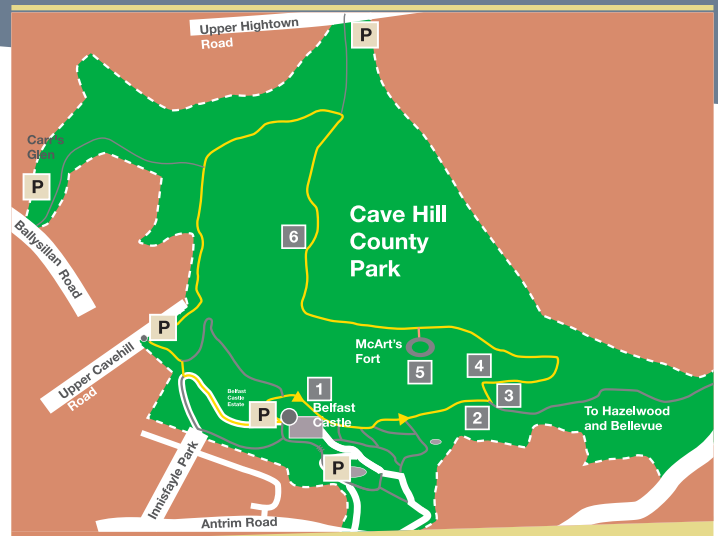 Upper Hightown
Road
P
Carr's
Glen
P
Ballysillan Road
6
Cave Hill
County
Park
P
McArt's
Fort
5
4
Upper Cavehill
Road
Belfast
Castle
Estate
1
3
P
Belfast
Castle
2
To Hazelwood
and Bellevue
P
Innisfayle Park
Antrim Road